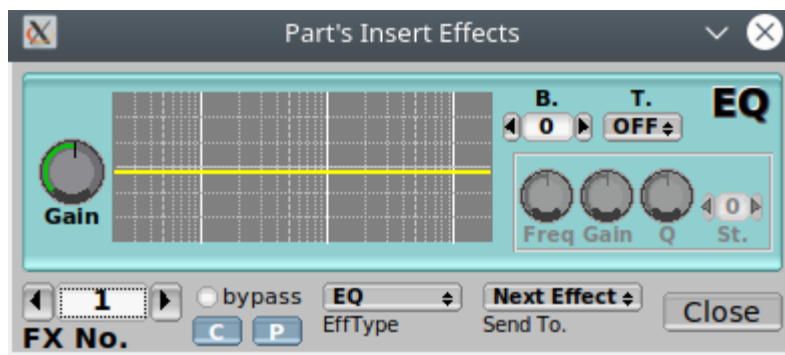 Part's Insert Effects
B. T. EQ
0 OFF
Gain
Freq Gain Q St.
0
1 bypass EQ Next Effect Close
C P EffType Send To.
FX No.